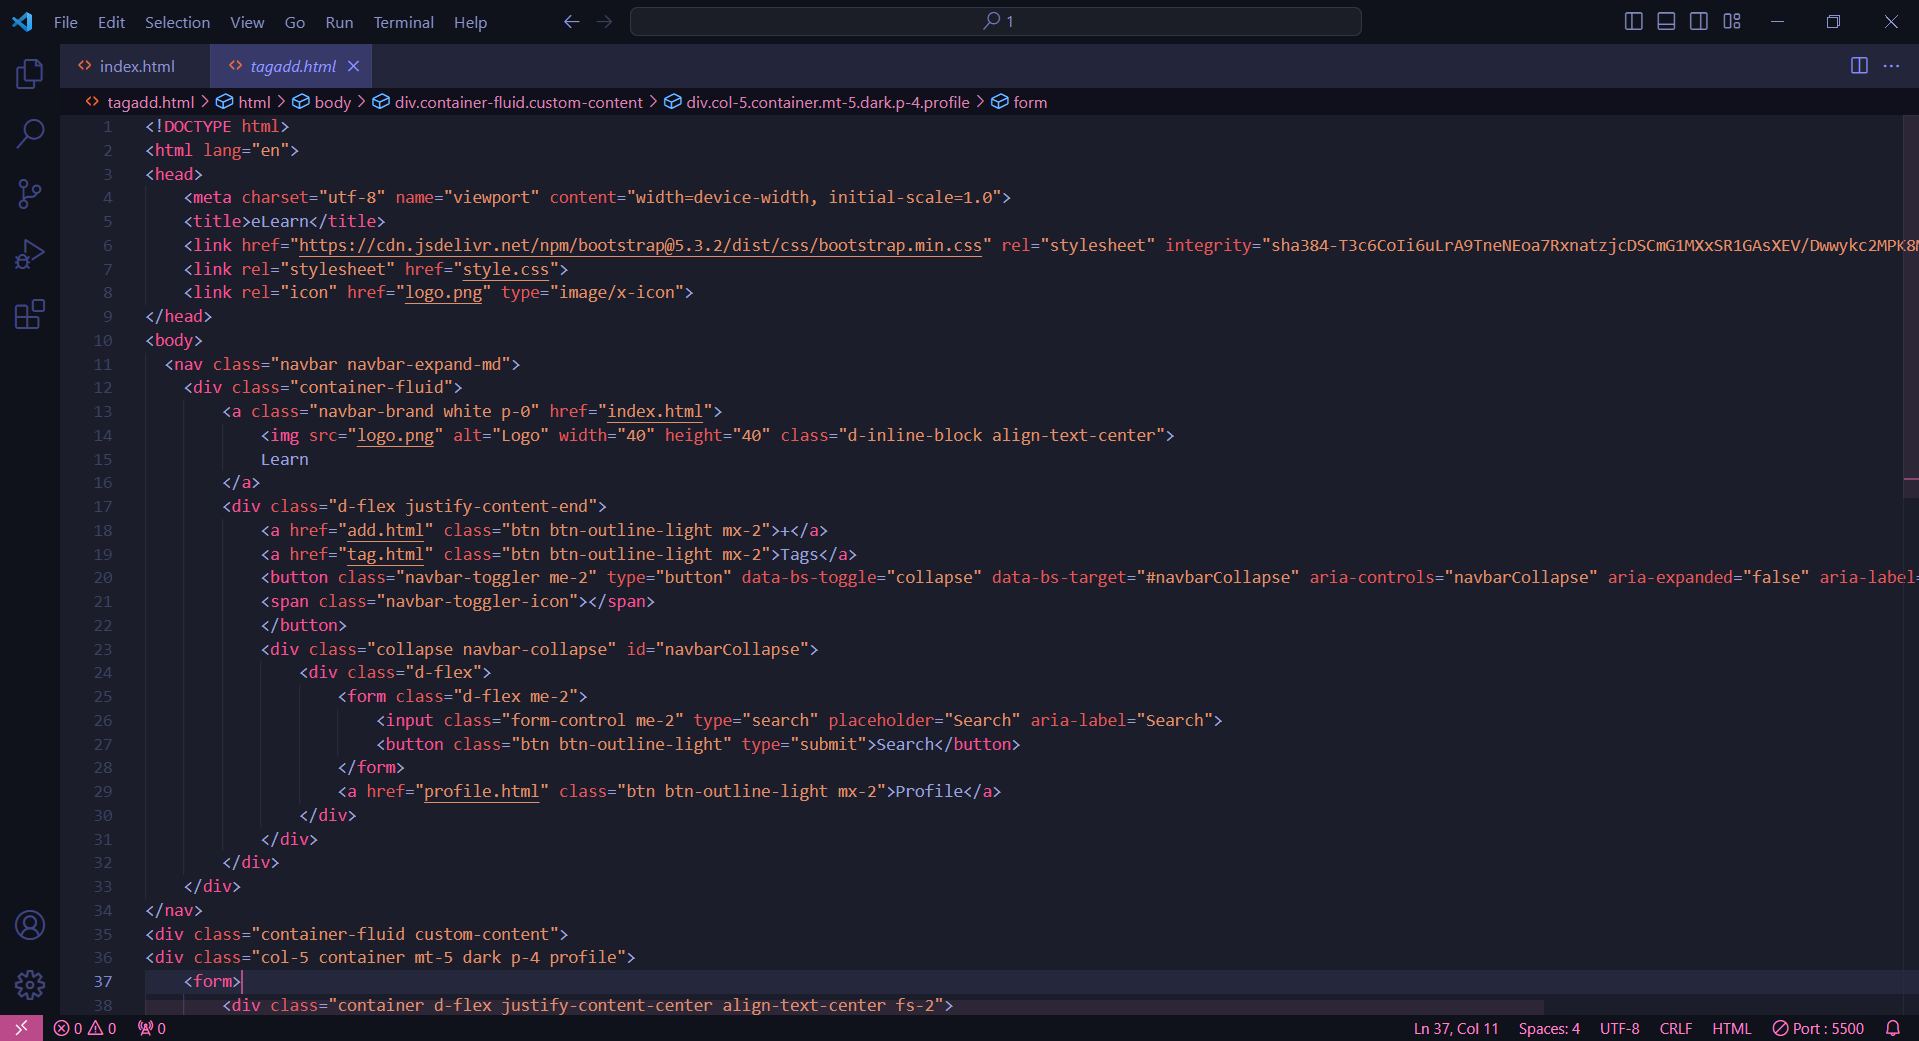 File Edit Selection View Go Run Terminal Help 1
index.html tagadd.html
tagadd.html > html > body > div.container-fluid.custom-content > div.col-5.container.mt-5.dark.p-4.profile > form
1 <!DOCTYPE html>
2 <html lang="en">
3 <head>
4 <meta charset="utf-8" name="viewport" content="width=device-width, initial-scale=1.0">
5 <title>eLearn</title>
6 <link href="https://cdn.jsdelivr.net/npm/bootstrap@5.3.2/dist/css/bootstrap.min.css" rel="stylesheet" integrity="sha384-T3c6CoIi6uLrA9TneNEoa7RxnatzjcDSCmG1MXxSR1GAsXEV/Dwwykc2MPK8M
7 <link rel="stylesheet" href="style.css">
8 <link rel="icon" href="logo.png" type="image/x-icon">
9 </head>
10 <body>
11 <nav class="navbar navbar-expand-md">
12 <div class="container-fluid">
13 <a class="navbar-brand white p-0" href="index.html">
14 <img src="logo.png" alt="Logo" width="40" height="40" class="d-inline-block align-text-center">
15 Learn
16 </a>
17 <div class="d-flex justify-content-end">
18 <a href="add.html" class="btn btn-outline-light mx-2">+</a>
19 <a href="tag.html" class="btn btn-outline-light mx-2">Tags</a>
20 <button class="navbar-toggler me-2" type="button" data-bs-toggle="collapse" data-bs-target="#navbarCollapse" aria-controls="navbarCollapse" aria-expanded="false" aria-label=
21 <span class="navbar-toggler-icon"></span>
22 </button>
23 <div class="collapse navbar-collapse" id="navbarCollapse">
24 <div class="d-flex">
25 <form class="d-flex me-2">
26 <input class="form-control me-2" type="search" placeholder="Search" aria-label="Search">
27 <button class="btn btn-outline-light" type="submit">Search</button>
28 </form>
29 <a href="profile.html" class="btn btn-outline-light mx-2">Profile</a>
30 </div>
31 </div>
32 </div>
33 </div>
34 </nav>
35 <div class="container-fluid custom-content">
36 <div class="col-5 container mt-5 dark p-4 profile">
37 <form>
38 <div class="container d-flex justify-content-center align-text-center fs-2">
0 0 0 Ln 37, Col 11 Spaces: 4 UTF-8 CRLF HTML Port : 5500